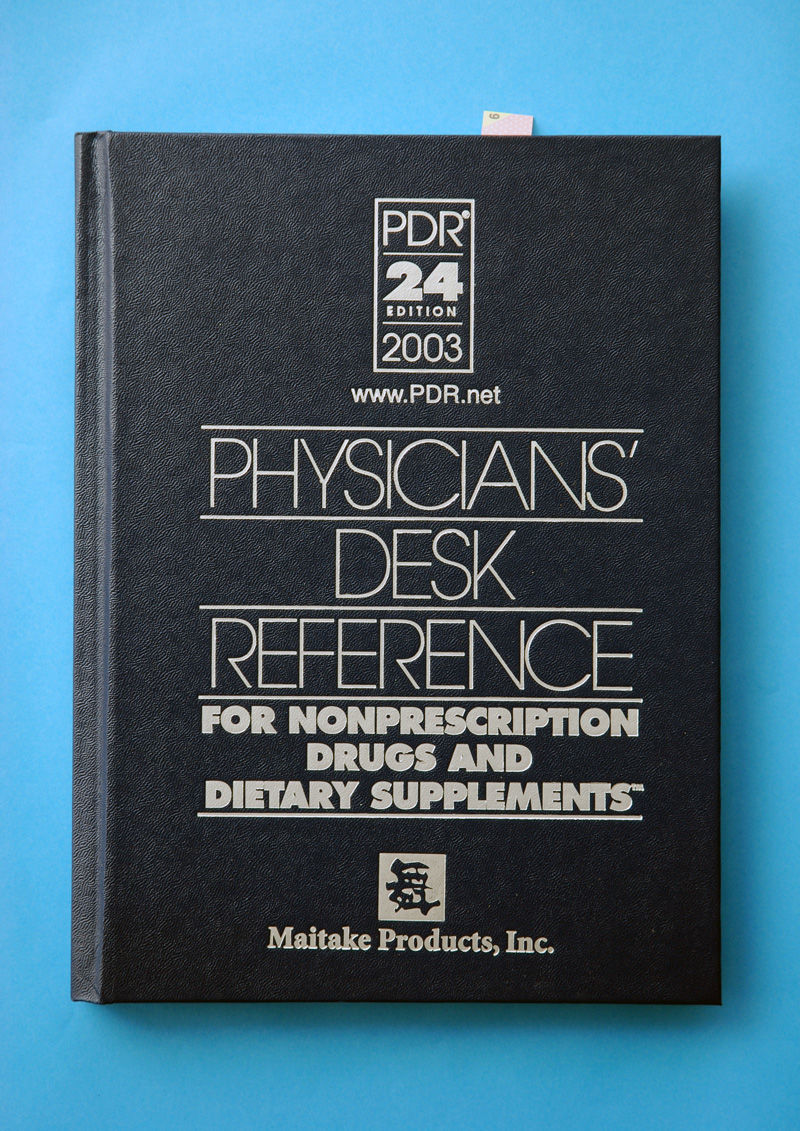 PDR®
24
EDITION
2003
www.PDR.net
PHYSICIANS'
DESK
REFERENCE
FOR NONPRESCRIPTION
DRUGS AND
DIETARY SUPPLEMENTS™
Maitake Products, Inc.